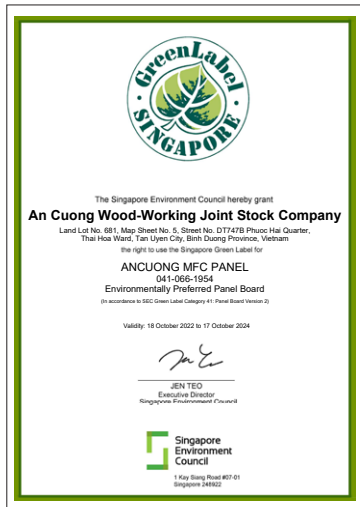 GreenLabel
SINGAPORE
The Singapore Environment Council hereby grant
An Cuong Wood-Working Joint Stock Company
Land Lot No. 681, Map Sheet No. 5, Street No. DT747B Phuoc Hai Quarter,
Thai Hoa Ward, Tan Uyen City, Binh Duong Province, Vietnam
the right to use the Singapore Green Label for
ANCUONG MFC PANEL
041-066-1954
Environmentally Preferred Panel Board
(In accordance to SEC Green Label Category 41: Panel Board Version 2)
Validity: 18 October 2022 to 17 October 2024
JEN TEO
Executive Director
Singapore Environment Council
Singapore
Environment
Council
1 Kay Siang Road #07-01
Singapore 248922